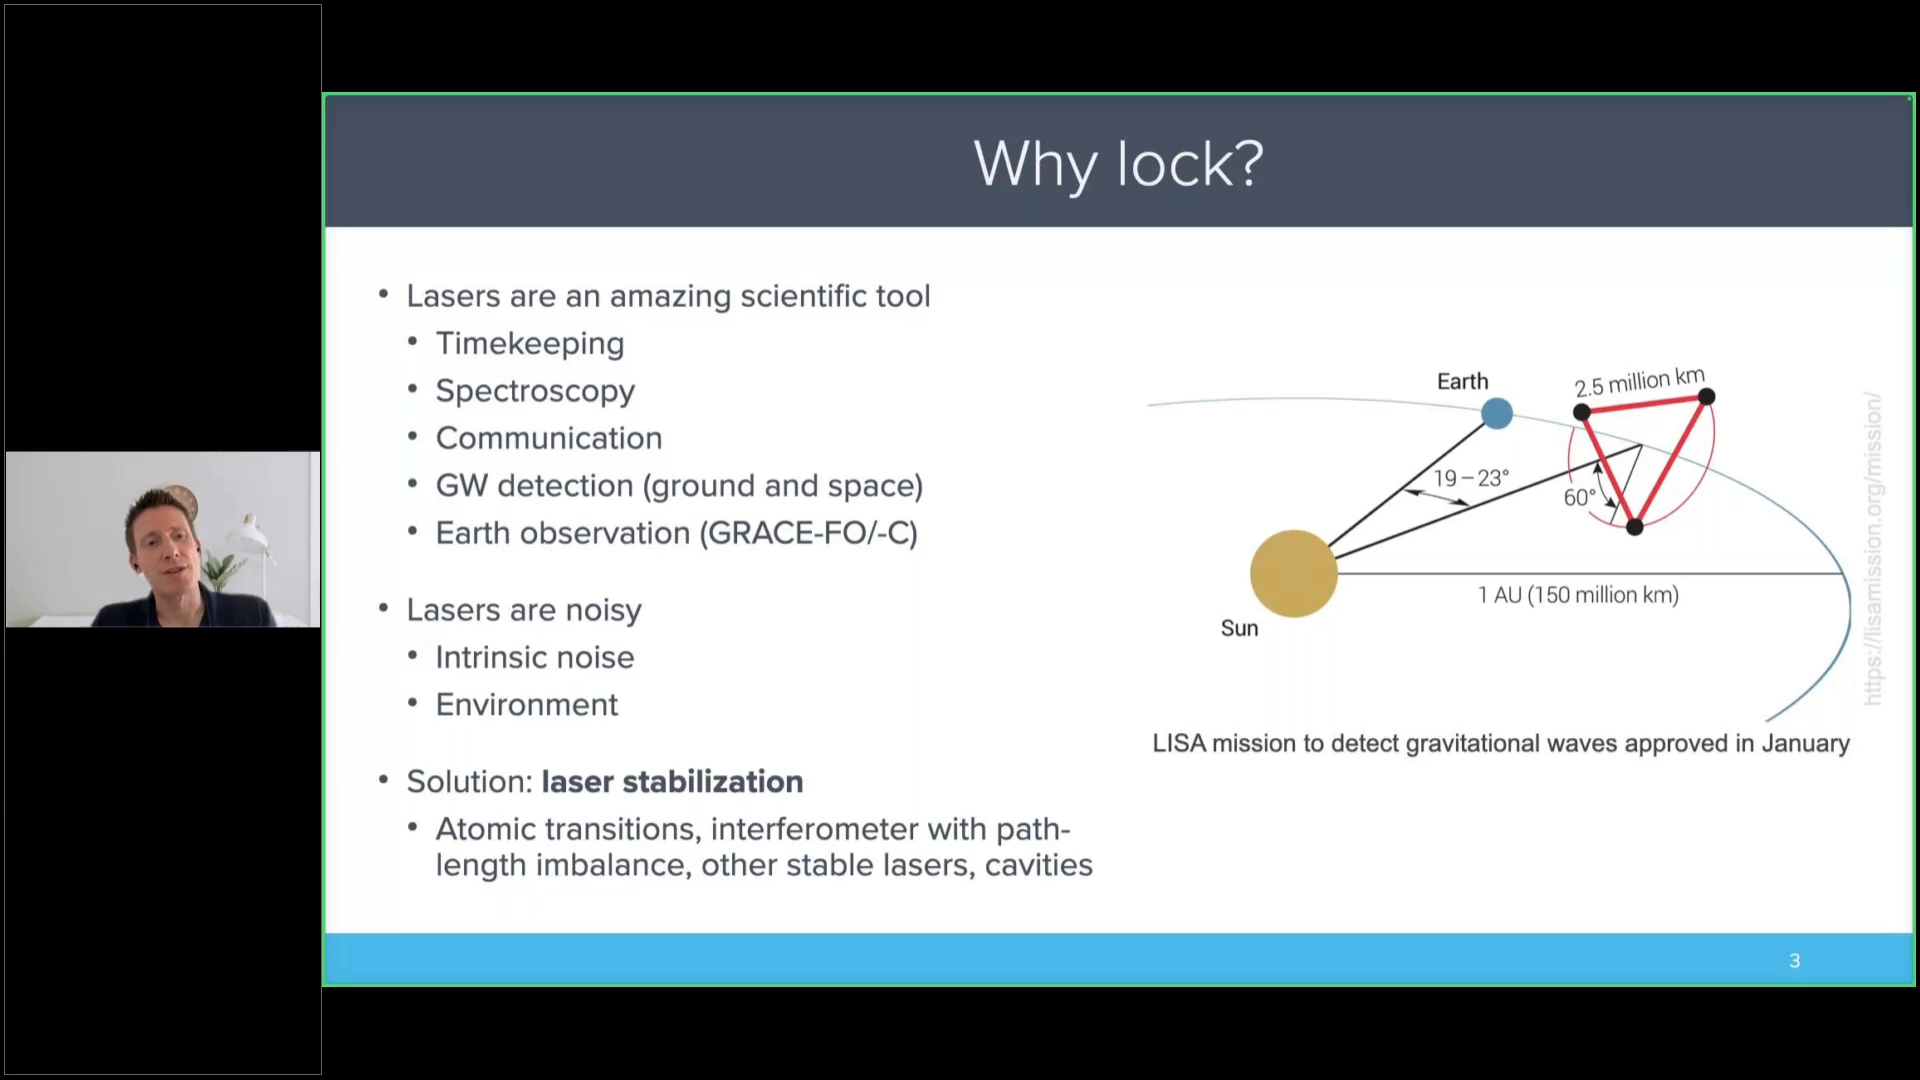 Why lock?
• Lasers are an amazing scientific tool
• Timekeeping
• Spectroscopy
• Communication
• GW detection (ground and space)
• Earth observation (GRACE-FO/-C)
• Lasers are noisy
• Intrinsic noise
• Environment
• Solution: laser stabilization
• Atomic transitions, interferometer with path-
length imbalance, other stable lasers, cavities
Earth
2.5 million km
19–23°
60°
1 AU (150 million km)
Sun
https://lisamission.org/mission/
LISA mission to detect gravitational waves approved in January
3